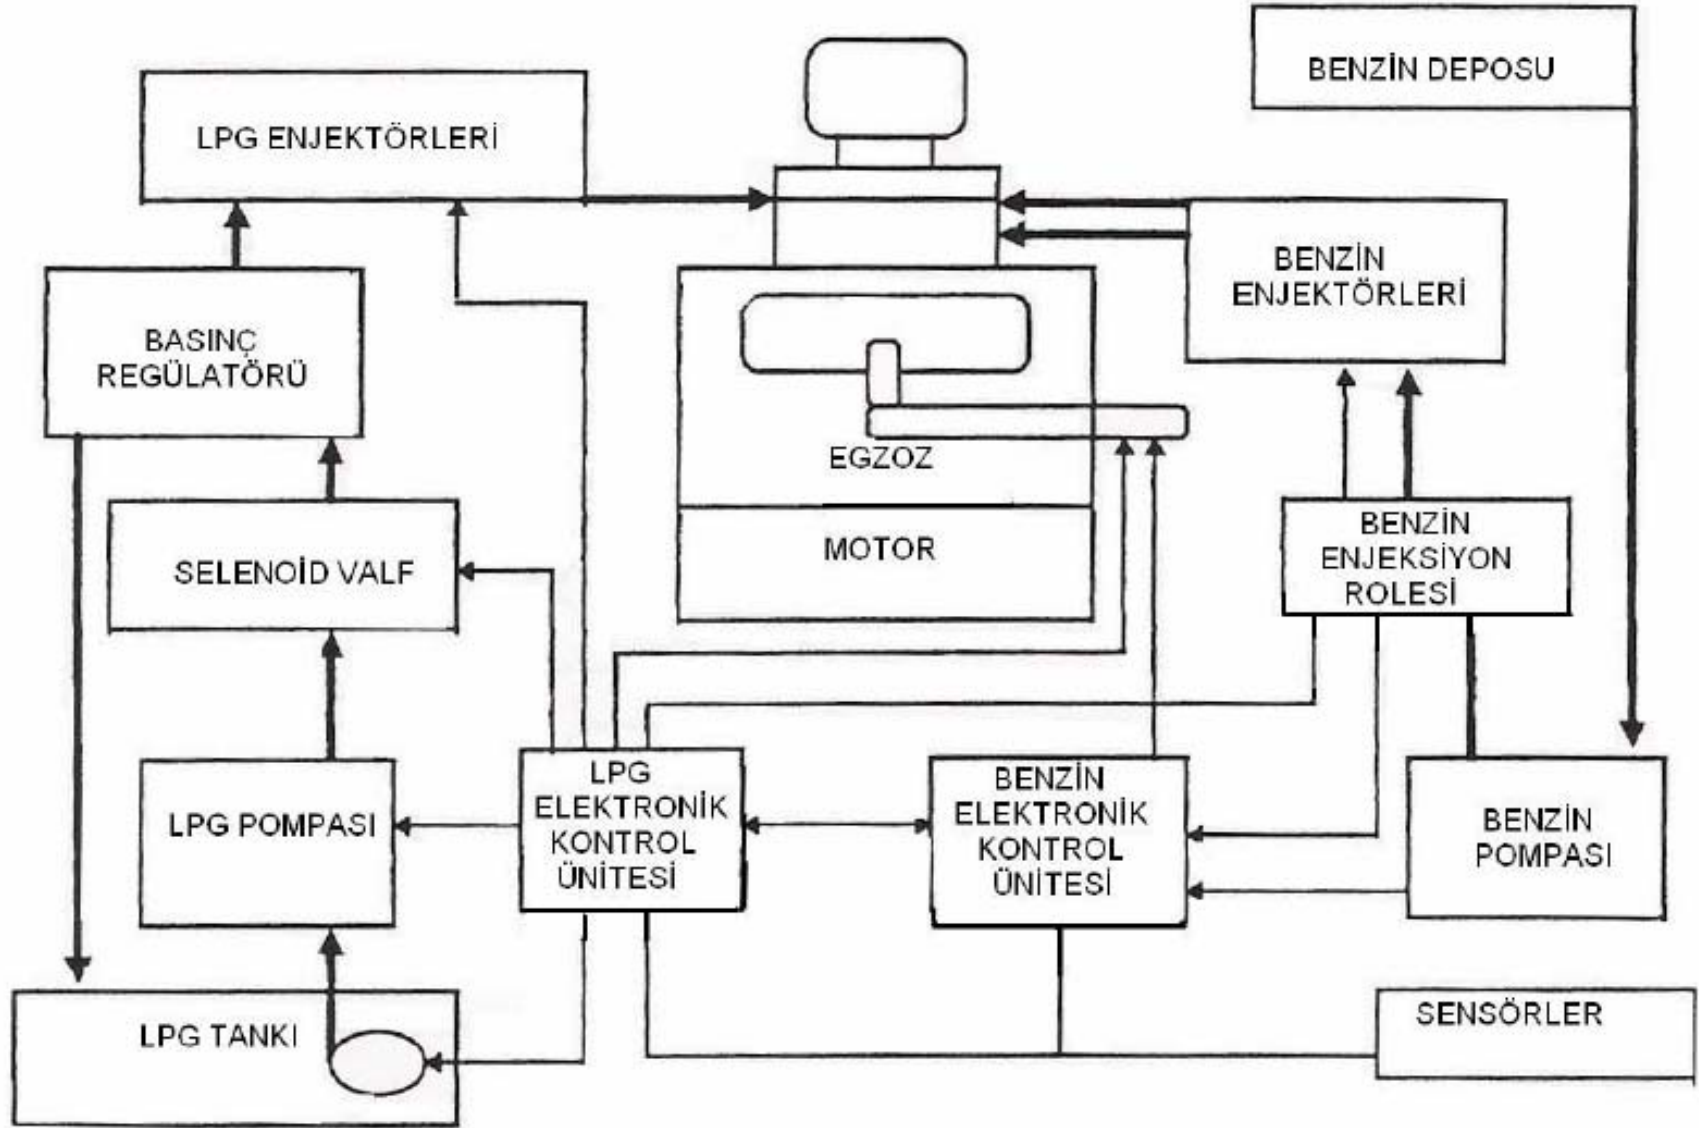 BENZİN DEPOSU
LPG ENJEKTÖRLERİ
BENZİN
ENJEKTÖRLERİ
BASINÇ
REGÜLATÖRÜ
EGZOZ
MOTOR
SELENOİD VALF
BENZİN
ENJEKSİYON
ROLESİ
LPG POMPASI
LPG
ELEKTRONİK
KONTROL
ÜNİTESİ
BENZİN
ELEKTRONİK
KONTROL
ÜNİTESİ
BENZİN
POMPASI
LPG TANKI
SENSÖRLER